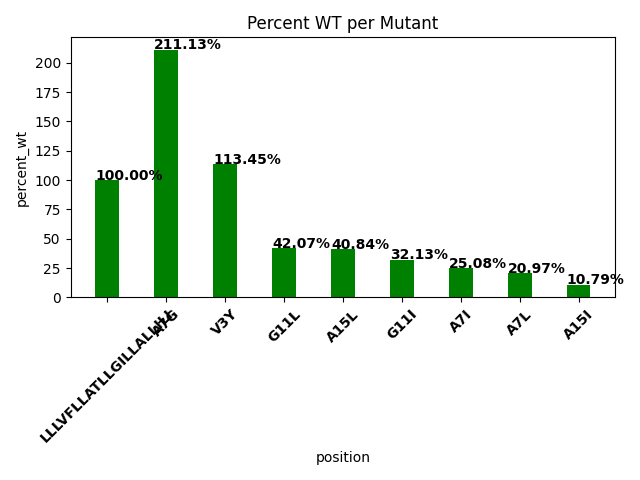 Percent WT per Mutant
percent_wt
200
175
150
125
100
75
50
25
0
100.00%
211.13%
113.45%
42.07%
40.84%
32.13%
25.08%
20.97%
10.79%
A7G
V3Y
G11L
A15L
G11I
A7I
A7L
A15I
position